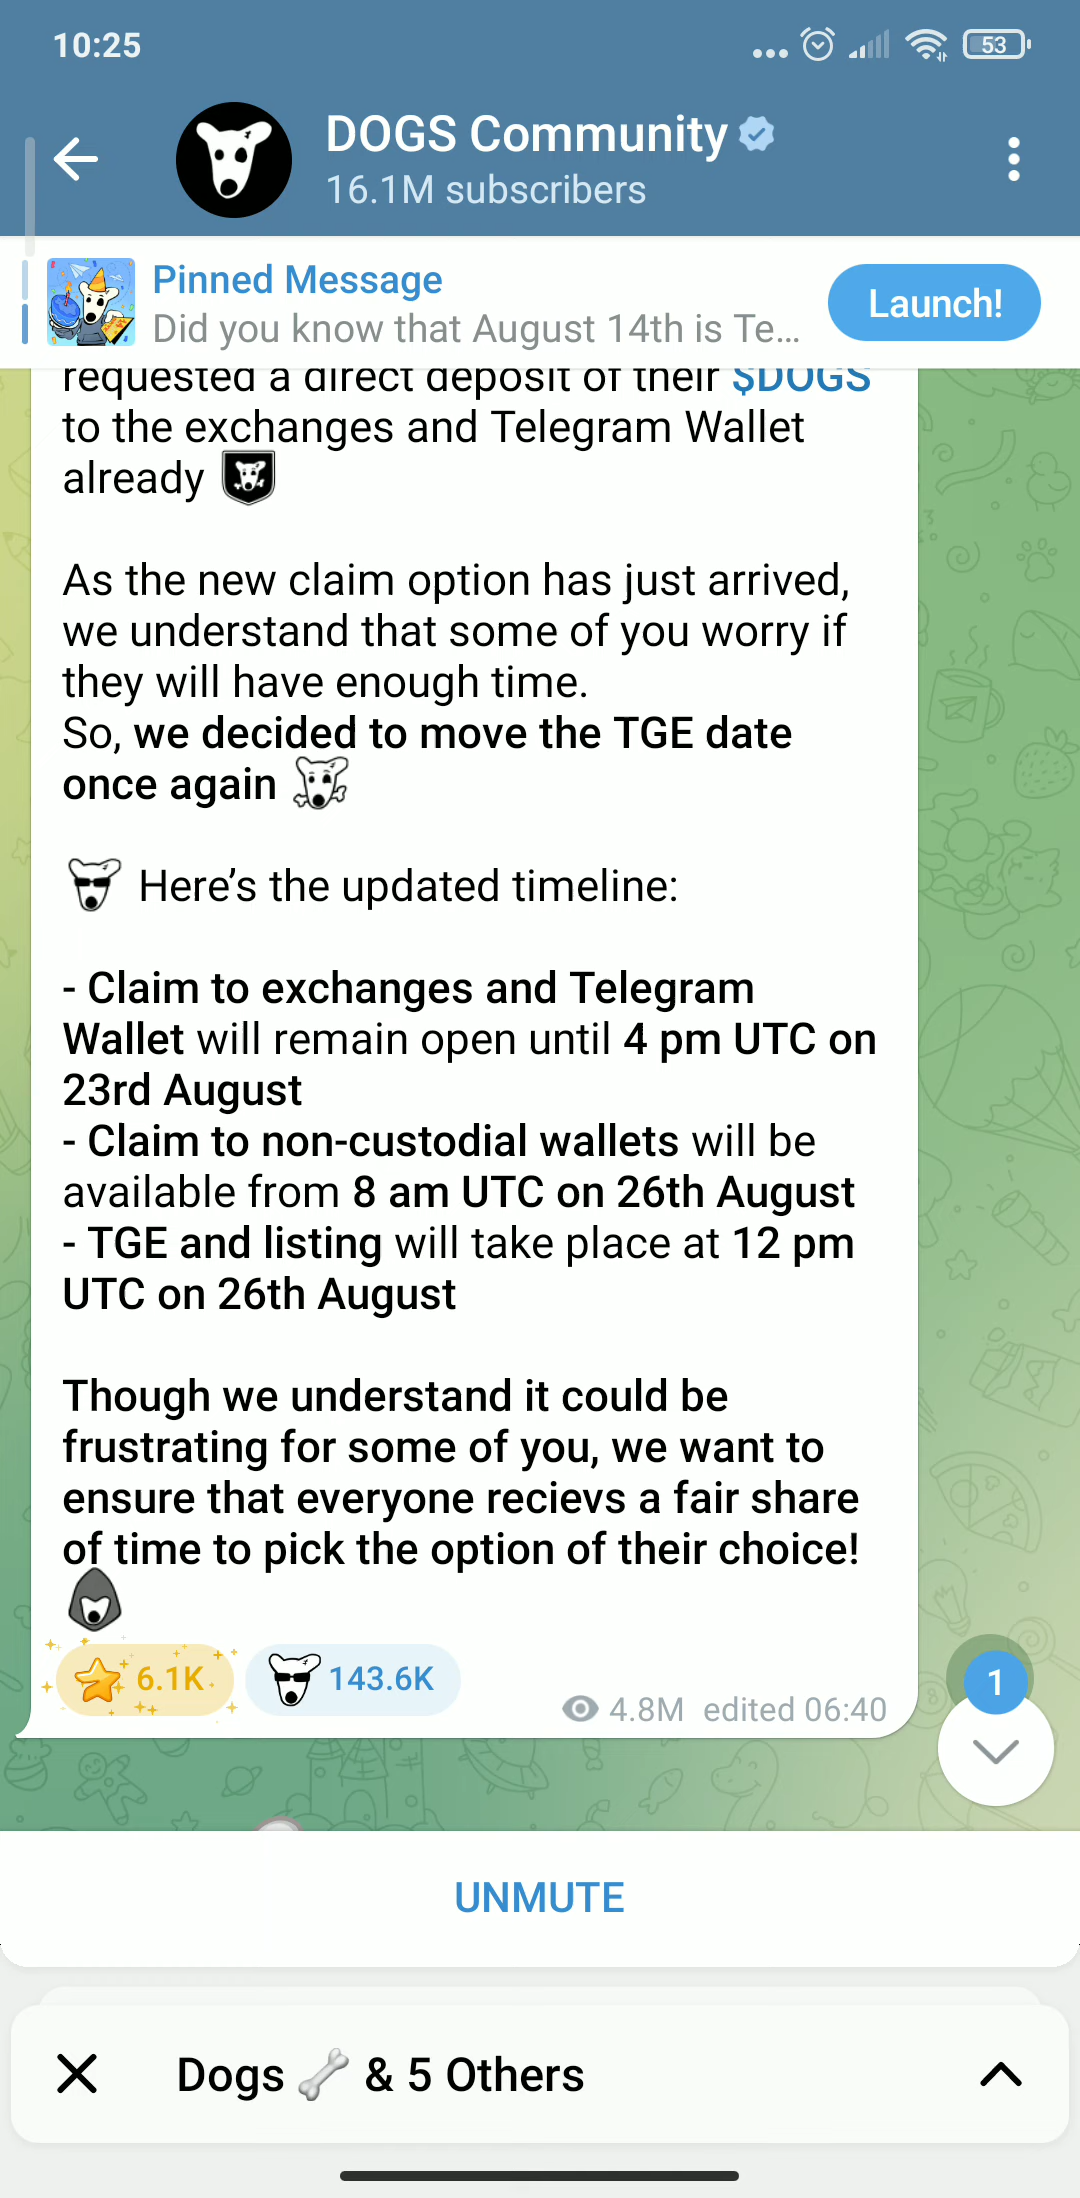 10:25
53
DOGS Community
16.1M subscribers
Pinned Message
Did you know that August 14th is Te...
Launch!
requested a direct deposit of their $DOGS
to the exchanges and Telegram Wallet
already
As the new claim option has just arrived,
we understand that some of you worry if
they will have enough time.
So, we decided to move the TGE date
once again
Here’s the updated timeline:
- Claim to exchanges and Telegram
Wallet will remain open until 4 pm UTC on
23rd August
- Claim to non-custodial wallets will be
available from 8 am UTC on 26th August
- TGE and listing will take place at 12 pm
UTC on 26th August
Though we understand it could be
frustrating for some of you, we want to
ensure that everyone recievs a fair share
of time to pick the option of their choice!
6.1K
143.6K
4.8M edited 06:40
1
UNMUTE
Dogs & 5 Others